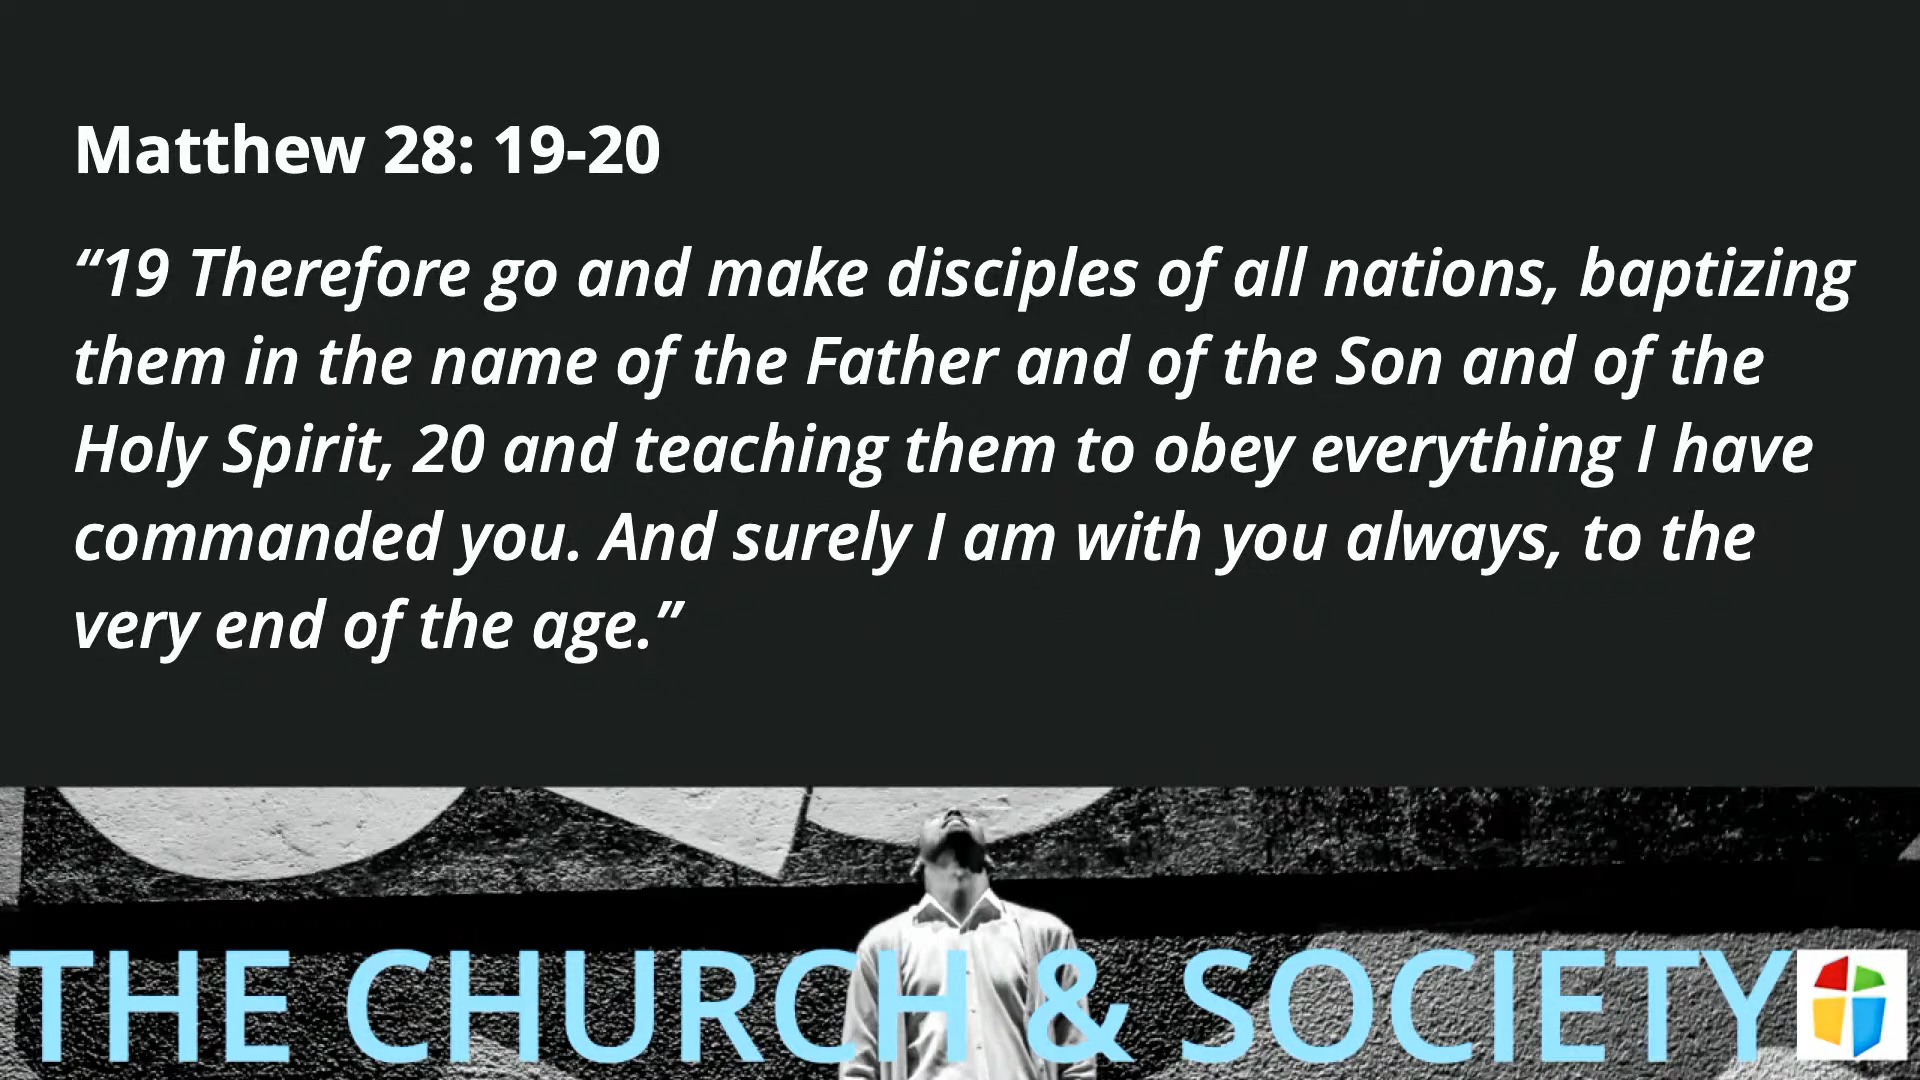 Matthew 28: 19-20
“19 Therefore go and make disciples of all nations, baptizing
them in the name of the Father and of the Son and of the
Holy Spirit, 20 and teaching them to obey everything I have
commanded you. And surely I am with you always, to the
very end of the age.”
THE CHURCH & SOCIETY